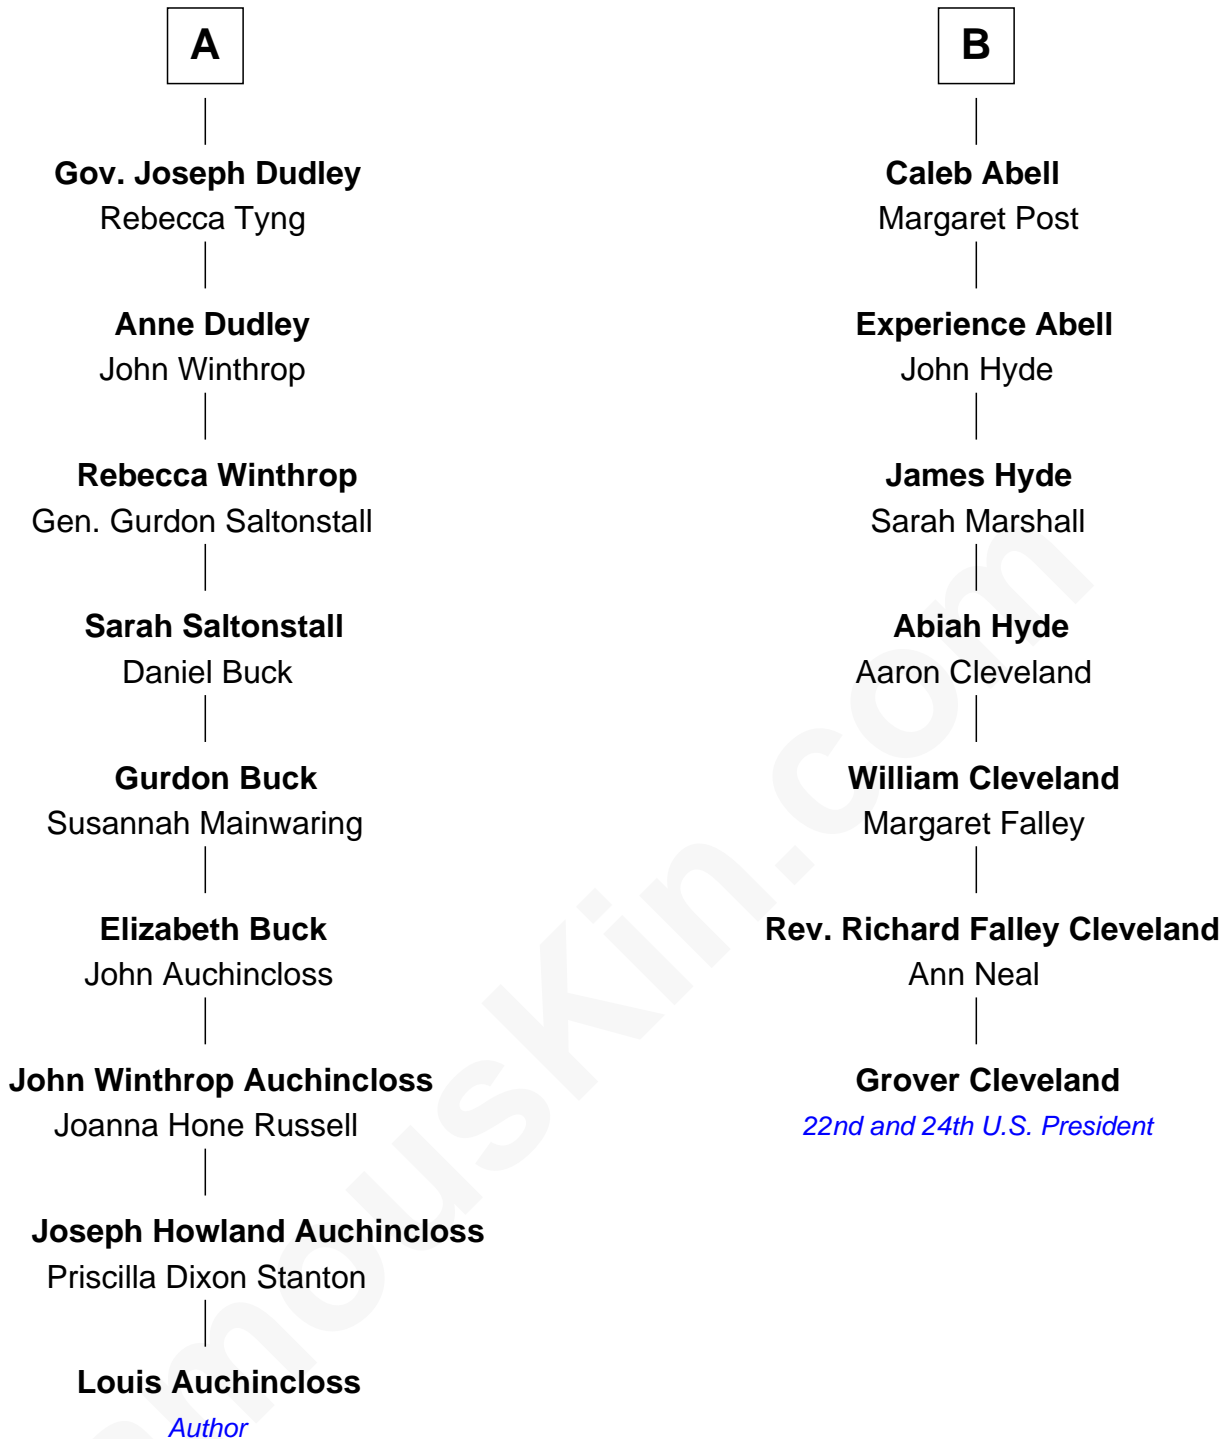 A
Gov. Joseph Dudley
Rebecca Tyng
Anne Dudley
John Winthrop
Rebecca Winthrop
Gen. Gurdon Saltonstall
Sarah Saltonstall
Daniel Buck
Gurdon Buck
Susannah Mainwaring
Elizabeth Buck
John Auchincloss
John Winthrop Auchincloss
Joanna Hone Russell
Joseph Howland Auchincloss
Priscilla Dixon Stanton
Louis Auchincloss
Author
B
Caleb Abell
Margaret Post
Experience Abell
John Hyde
James Hyde
Sarah Marshall
Abiah Hyde
Aaron Cleveland
William Cleveland
Margaret Falley
Rev. Richard Falley Cleveland
Ann Neal
Grover Cleveland
22nd and 24th U.S. President
amousKin.com